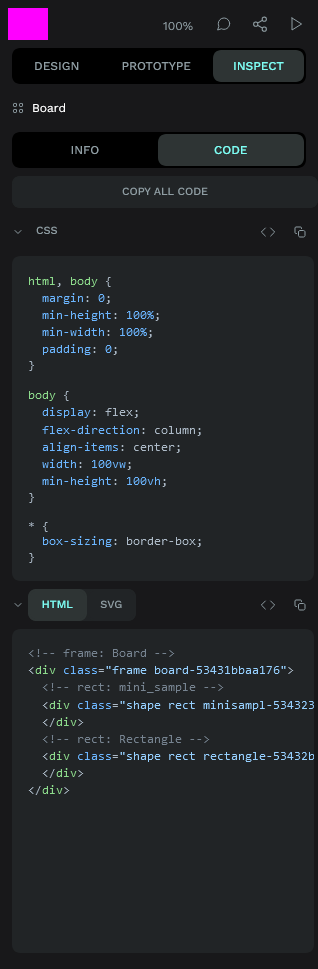 100%
DESIGN PROTOTYPE INSPECT
Board
INFO CODE
COPY ALL CODE
CSS
html, body {
  margin: 0;
  min-height: 100%;
  min-width: 100%;
  padding: 0;
}
body {
  display: flex;
  flex-direction: column;
  align-items: center;
  width: 100vw;
  min-height: 100vh;
}
* {
  box-sizing: border-box;
}
HTML SVG
<!-- frame: Board -->
<div class="frame board-53431bbaa176">
  <!-- rect: mini_sample -->
  <div class="shape rect minisampl-534323
  </div>
  <!-- rect: Rectangle -->
  <div class="shape rect rectangle-53432b
  </div>
</div>